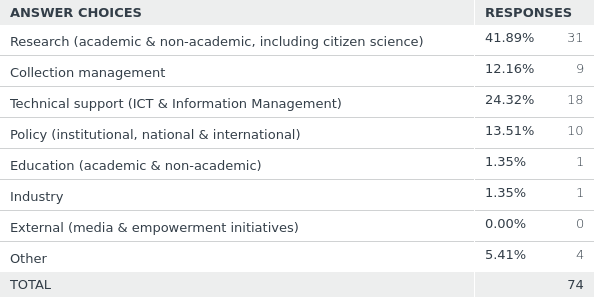 ANSWER CHOICES RESPONSES
Research (academic & non-academic, including citizen science) 41.89% 31
Collection management 12.16% 9
Technical support (ICT & Information Management) 24.32% 18
Policy (institutional, national & international) 13.51% 10
Education (academic & non-academic) 1.35% 1
Industry 1.35% 1
External (media & empowerment initiatives) 0.00% 0
Other 5.41% 4
TOTAL 74